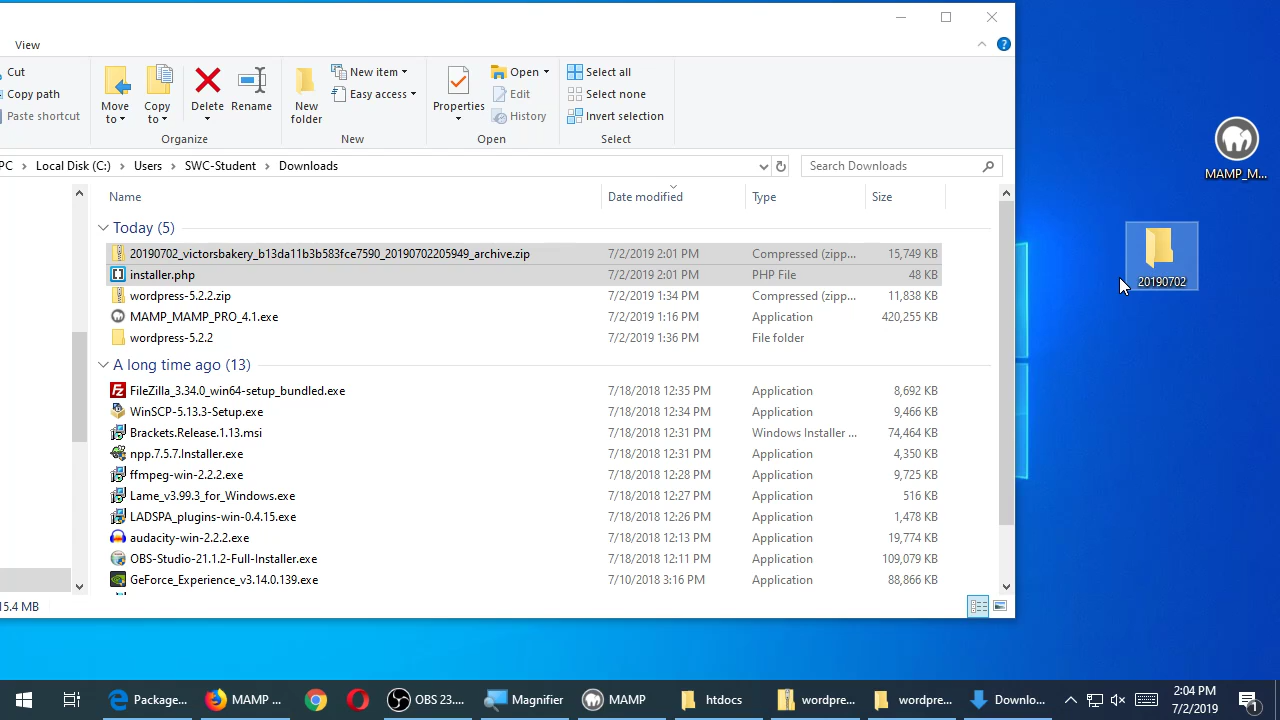 View
Cut
Copy path
Paste shortcut
Move to
Copy to
Delete
Rename
Organize
New folder
New item
Easy access
New
Properties
Open
Edit
History
Open
Select all
Select none
Invert selection
Select
PC
Local Disk (C:)
Users
SWC-Student
Downloads
Search Downloads
Name
Date modified
Type
Size
Today (5)
20190702_victorsbakery_b13da11b3b583fce7590_20190702205949_archive.zip 7/2/2019 2:01 PM Compressed (zipp... 15,749 KB
installer.php 7/2/2019 2:01 PM PHP File 48 KB
wordpress-5.2.2.zip 7/2/2019 1:34 PM Compressed (zipp... 11,838 KB
MAMP_MAMP_PRO_4.1.exe 7/2/2019 1:16 PM Application 420,255 KB
wordpress-5.2.2 7/2/2019 1:36 PM File folder
A long time ago (13)
FileZilla_3.34.0_win64-setup_bundled.exe 7/18/2018 12:35 PM Application 8,692 KB
WinSCP-5.13.3-Setup.exe 7/18/2018 12:34 PM Application 9,466 KB
Brackets.Release.1.13.msi 7/18/2018 12:31 PM Windows Installer ... 74,464 KB
npp.7.5.7.Installer.exe 7/18/2018 12:31 PM Application 4,350 KB
ffmpeg-win-2.2.2.exe 7/18/2018 12:28 PM Application 9,725 KB
Lame_v3.99.3_for_Windows.exe 7/18/2018 12:27 PM Application 516 KB
LADSPA_plugins-win-0.4.15.exe 7/18/2018 12:26 PM Application 1,478 KB
audacity-win-2.2.2.exe 7/18/2018 12:13 PM Application 19,774 KB
OBS-Studio-21.1.2-Full-Installer.exe 7/18/2018 12:11 PM Application 109,079 KB
GeForce_Experience_v3.14.0.139.exe 7/10/2018 3:16 PM Application 88,866 KB
15.4 MB
MAMP_M...
20190702
Package...
MAMP ...
OBS 23....
Magnifier
MAMP
htdocs
wordpre...
wordpre...
Downlo...
2:04 PM
7/2/2019
1